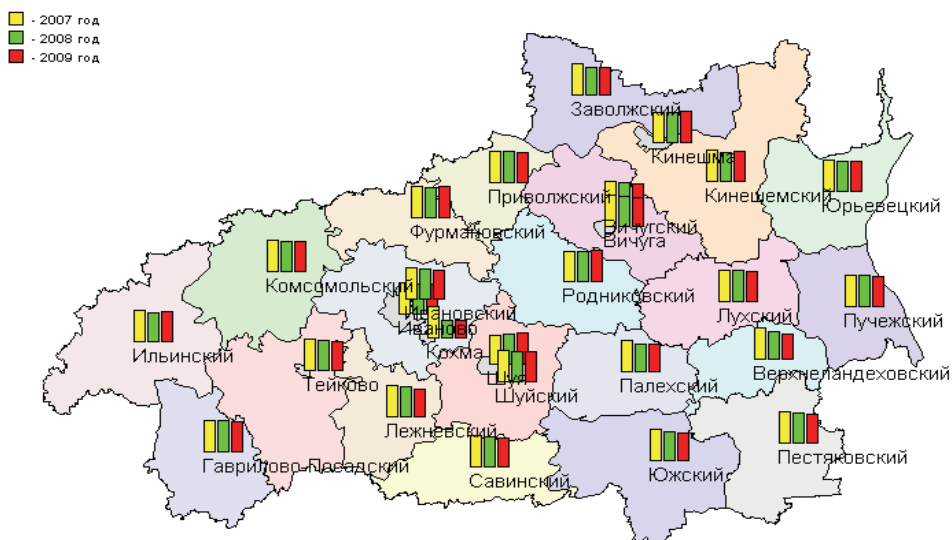 - 2007 год
- 2008 год
- 2009 год
Заволжский
Кинешма
Приволжский
Кинешемский
Юрьевецкий
Фурмановский
Вичугский
Вичуга
Комсомольский
Родниковский
Ивановский
Иваново
Лухский
Пучежский
Ильинский
Кохма
Тейково
Шуя
Шуйский
Палехский
Верхнеландеховский
Лежневский
Гаврилово-Посадский
Савинский
Южский
Пестяковский